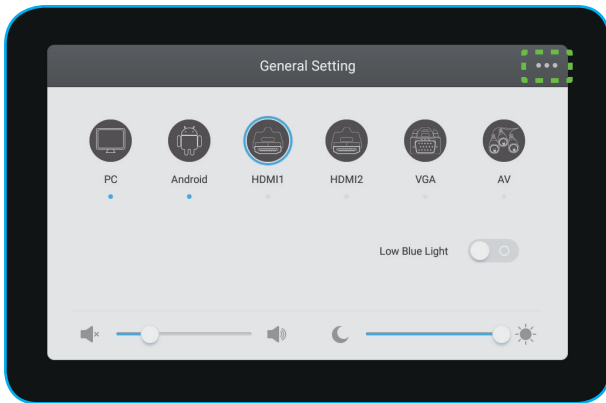 General Setting
PC Android HDMI1 HDMI2 VGA AV
Low Blue Light